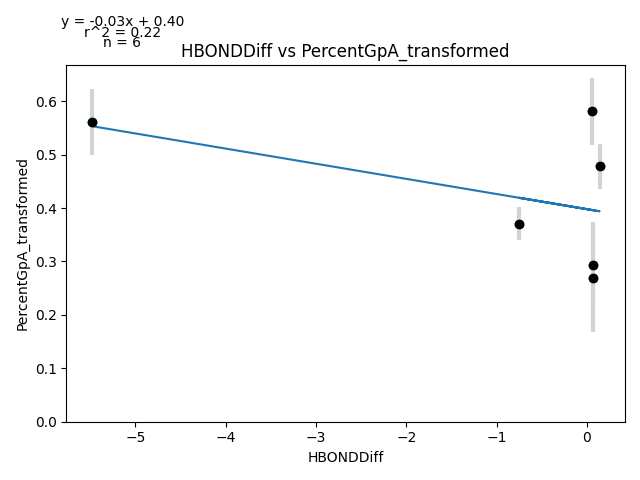 y = -0.03x + 0.40
r^2 = 0.22
n = 6
HBONDDiff vs PercentGpA_transformed
PercentGpA_transformed
0.6
0.5
0.4
0.3
0.2
0.1
0.0
−5
−4
−3
−2
−1
0
HBONDDiff